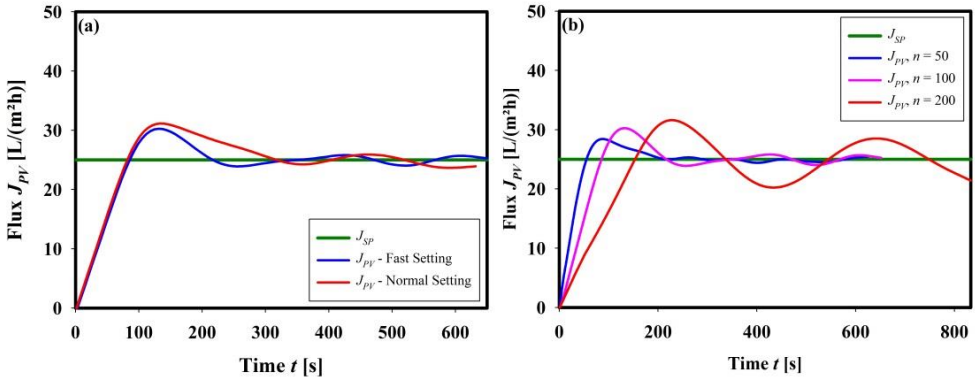 (a)
Flux J_PV [L/(m²h)]
50
40
30
20
10
0
J_SP
J_PV - Fast Setting
J_PV - Normal Setting
0 100 200 300 400 500 600
Time t [s]
(b)
Flux J_PV [L/(m²h)]
50
40
30
20
10
0
J_SP
J_PV, n = 50
J_PV, n = 100
J_PV, n = 200
0 200 400 600 800
Time t [s]